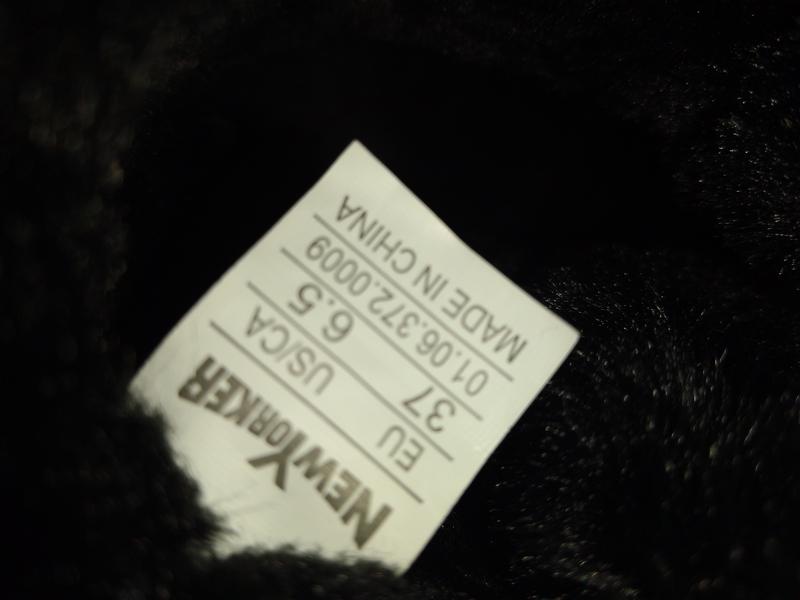 NEWYORKER
EU US/CA
37 6.5
01.06.372.0009
MADE IN CHINA